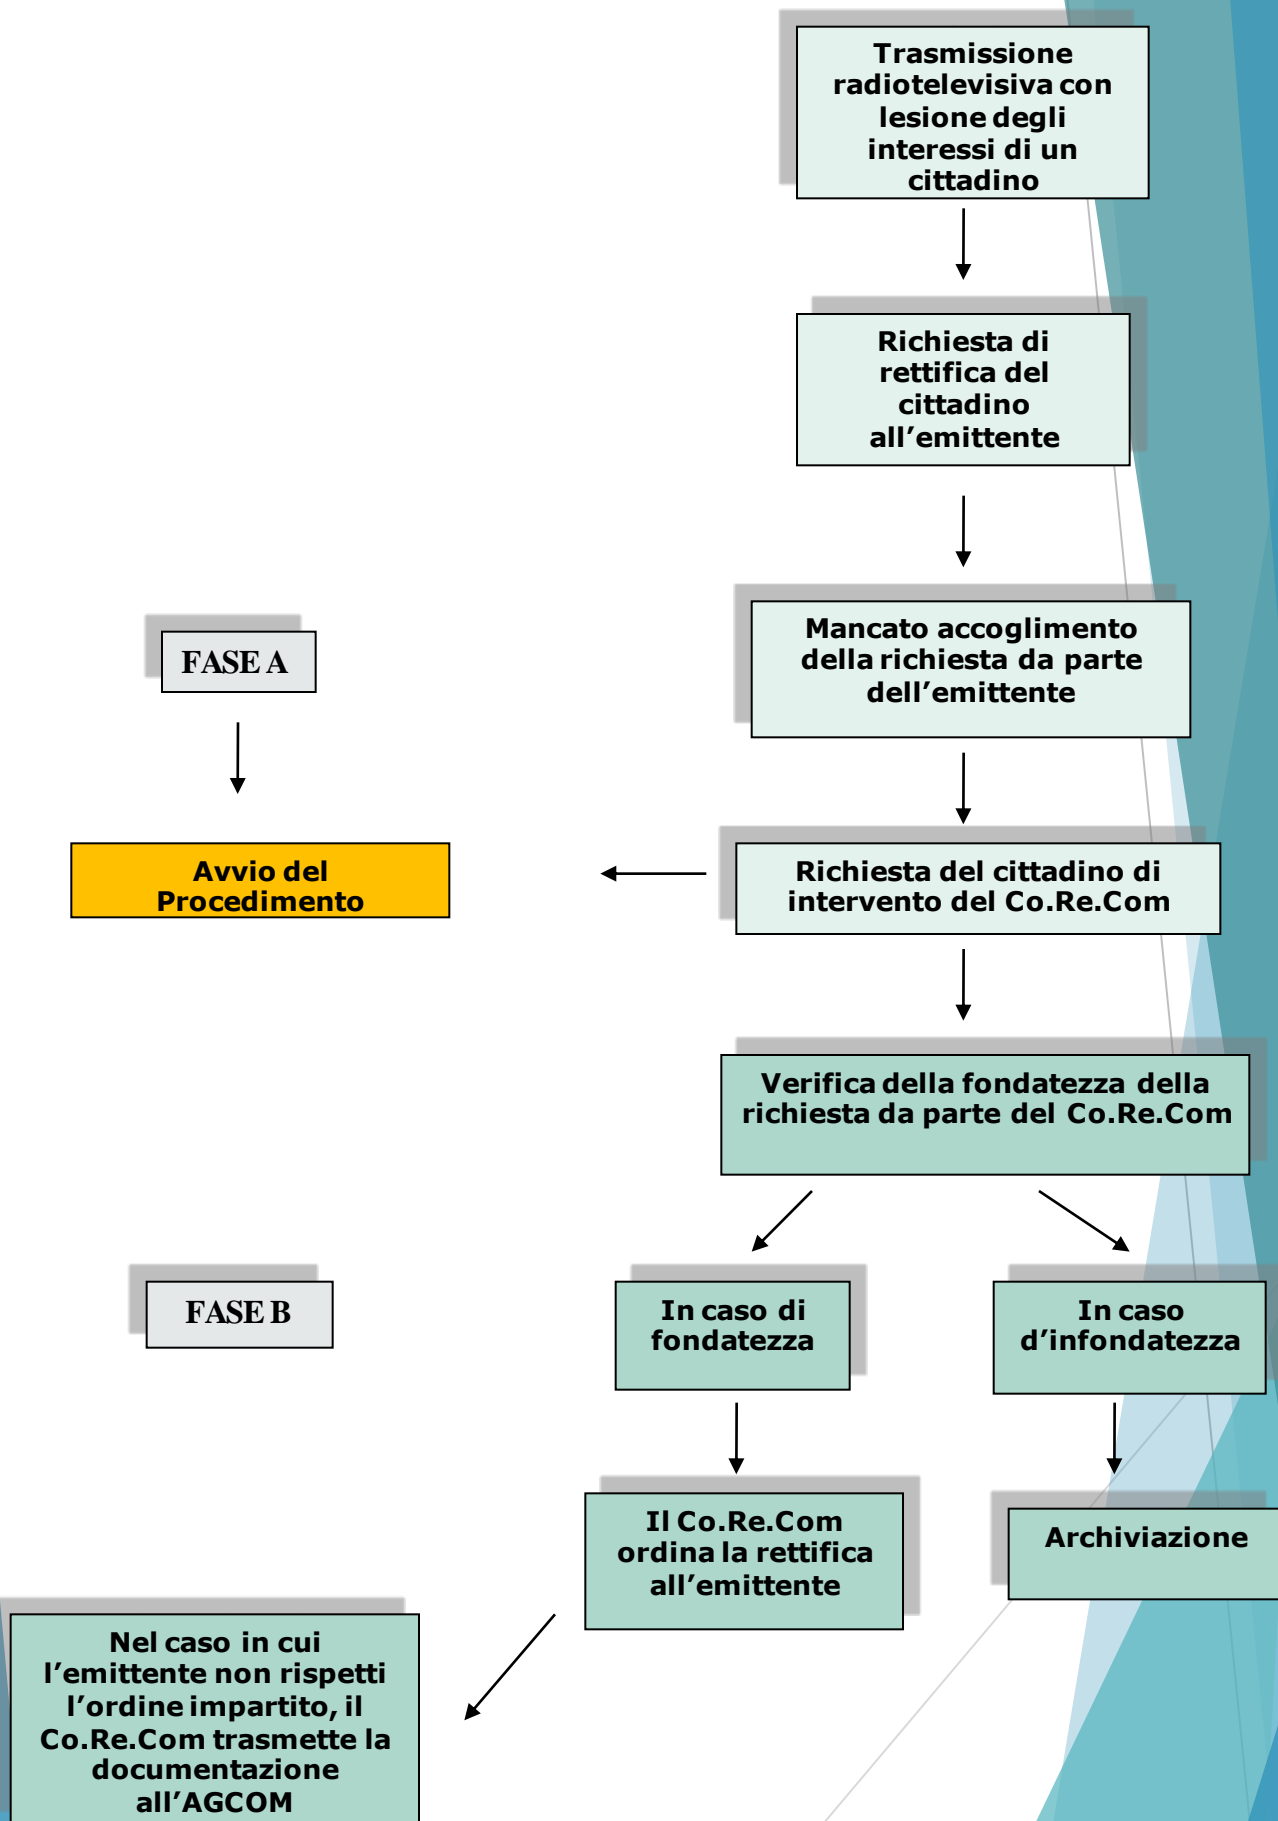 Trasmissione
radiotelevisiva con
lesione degli
interessi di un
cittadino
Richiesta di
rettifica del
cittadino
all’emittente
Mancato accoglimento
della richiesta da parte
dell’emittente
FASE A
Avvio del
Procedimento
Richiesta del cittadino di
intervento del Co.Re.Com
Verifica della fondatezza della
richiesta da parte del Co.Re.Com
FASE B
In caso di
fondatezza
In caso
d’infondatezza
Il Co.Re.Com
ordina la rettifica
all’emittente
Archiviazione
Nel caso in cui
l’emittente non rispetti
l’ordine impartito, il
Co.Re.Com trasmette la
documentazione
all’AGCOM